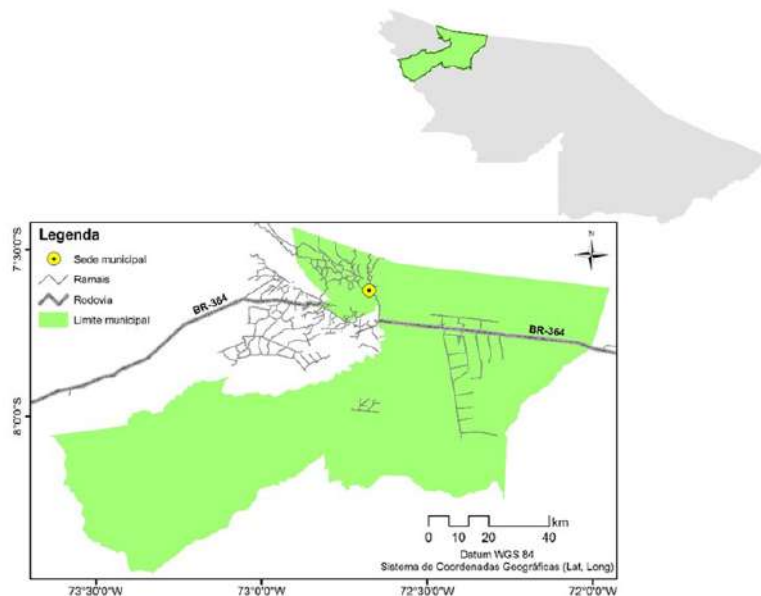 Legenda
Sede municipal
Ramais
Rodovia
Limite municipal
N
BR-364
BR-364
7°30'0"S
8°0'0"S
0 10 20 40 km
Datum WGS 84
Sistema de Coordenadas Geográficas (Lat, Long)
73°30'0"W 73°0'0"W 72°30'0"W 72°0'0"W